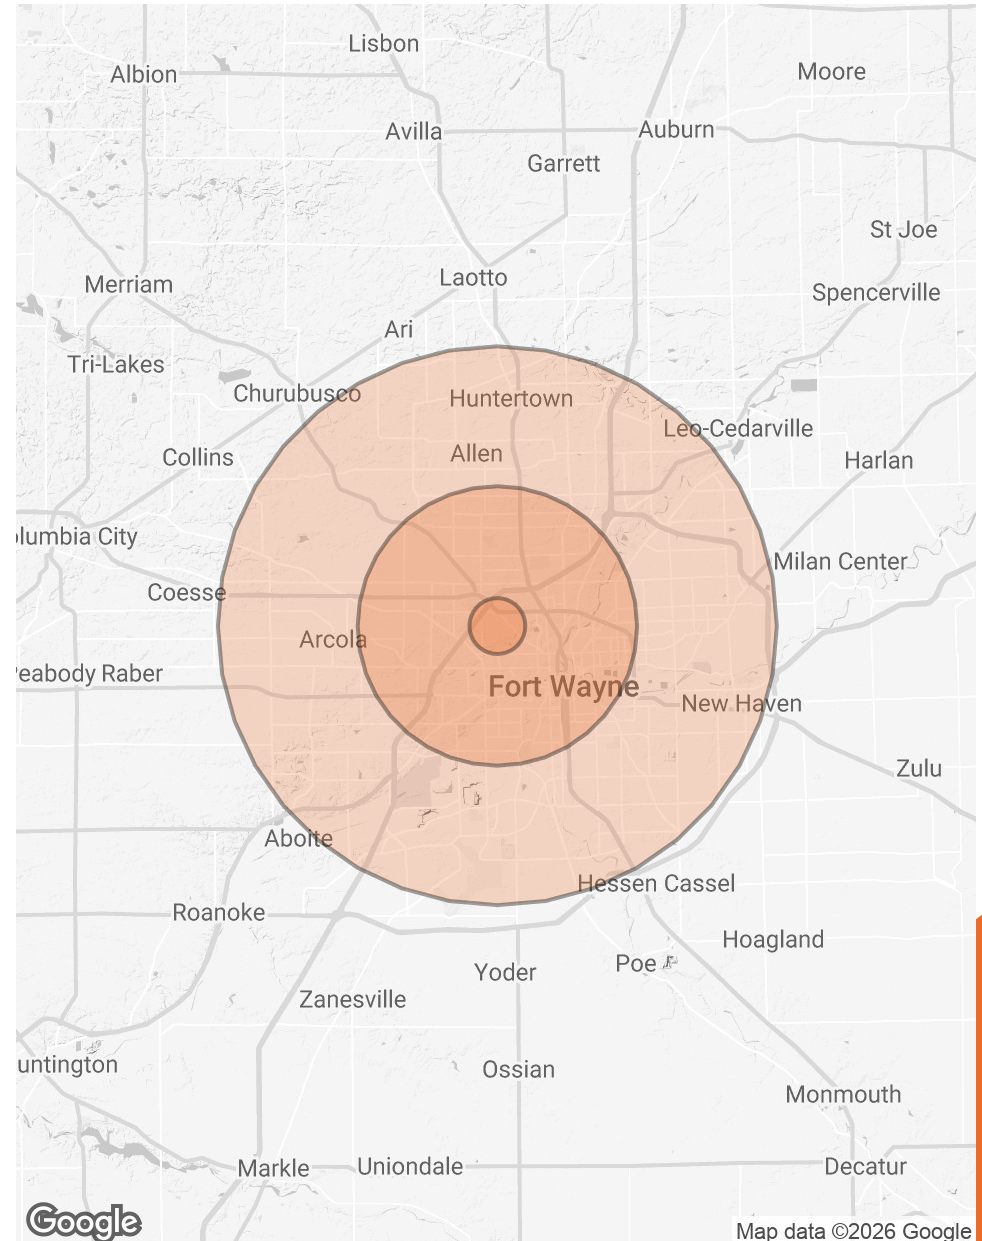 Lisbon
Albion
Moore
Avilla
Auburn
Garrett
St Joe
Laotto
Merriam
Spencerville
Ari
Tri-Lakes
Churubusco
Huntertown
Leo-Cedarville
Allen
Collins
Harlan
olumbia City
Milan Center
Coesse
Arcola
eabody Raber
Fort Wayne
New Haven
Zulu
Aboite
Hessen Cassel
Roanoke
Hoagland
Poe
Yoder
Zanesville
untington
Ossian
Monmouth
Markle
Uniondale
Decatur
Google
Map data ©2026 Google